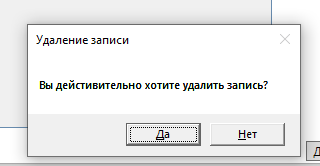 Удаление записи
Вы действительно хотите удалить запись?
Да
Нет